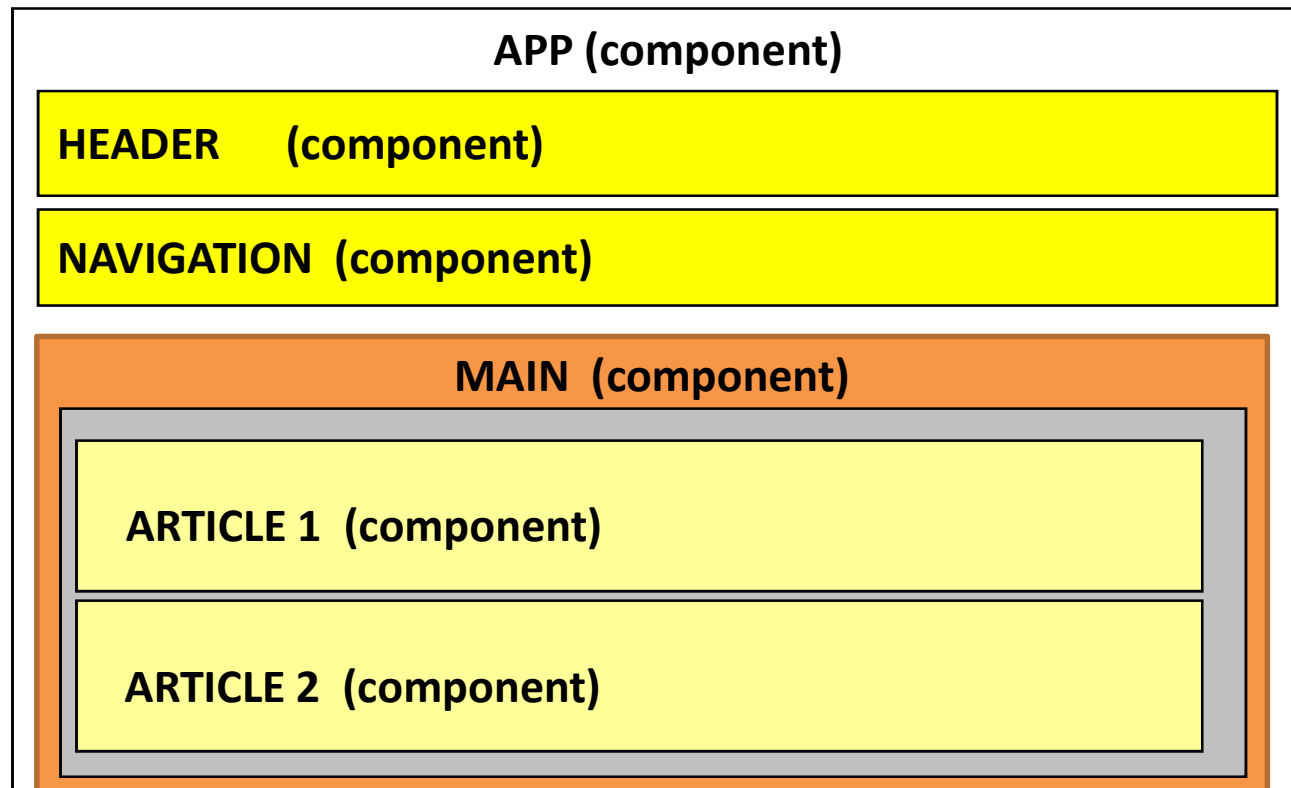 APP (component)
HEADER (component)
NAVIGATION (component)
MAIN (component)
ARTICLE 1 (component)
ARTICLE 2 (component)